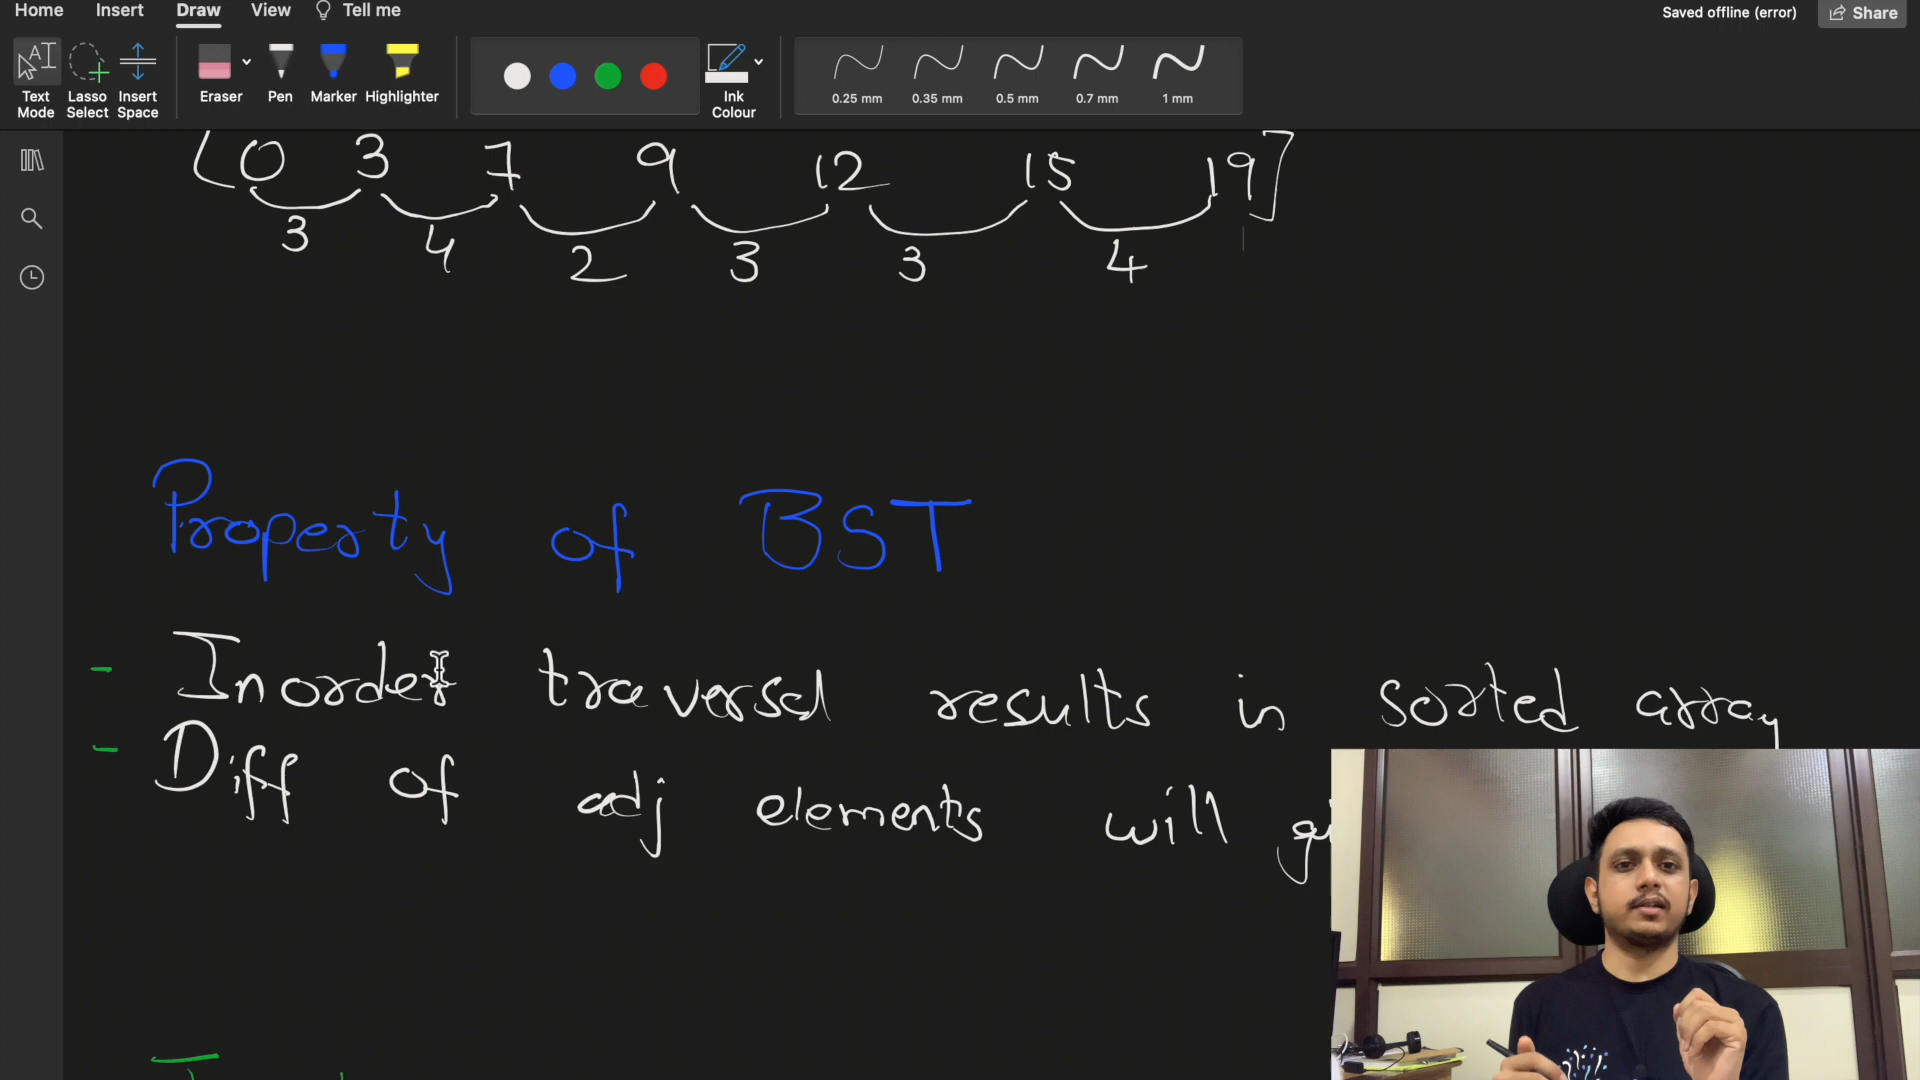 Home Insert Draw View Tell me Saved offline (error) Share
Text Mode Lasso Select Insert Space Eraser Pen Marker Highlighter Ink Colour 0.25 mm 0.35 mm 0.5 mm 0.7 mm 1 mm
[0 3 7 9 12 15 19]
3 4 2 3 3 4
Property of BST
- Inorder traversal results in sorted array
- Diff of adj elements will